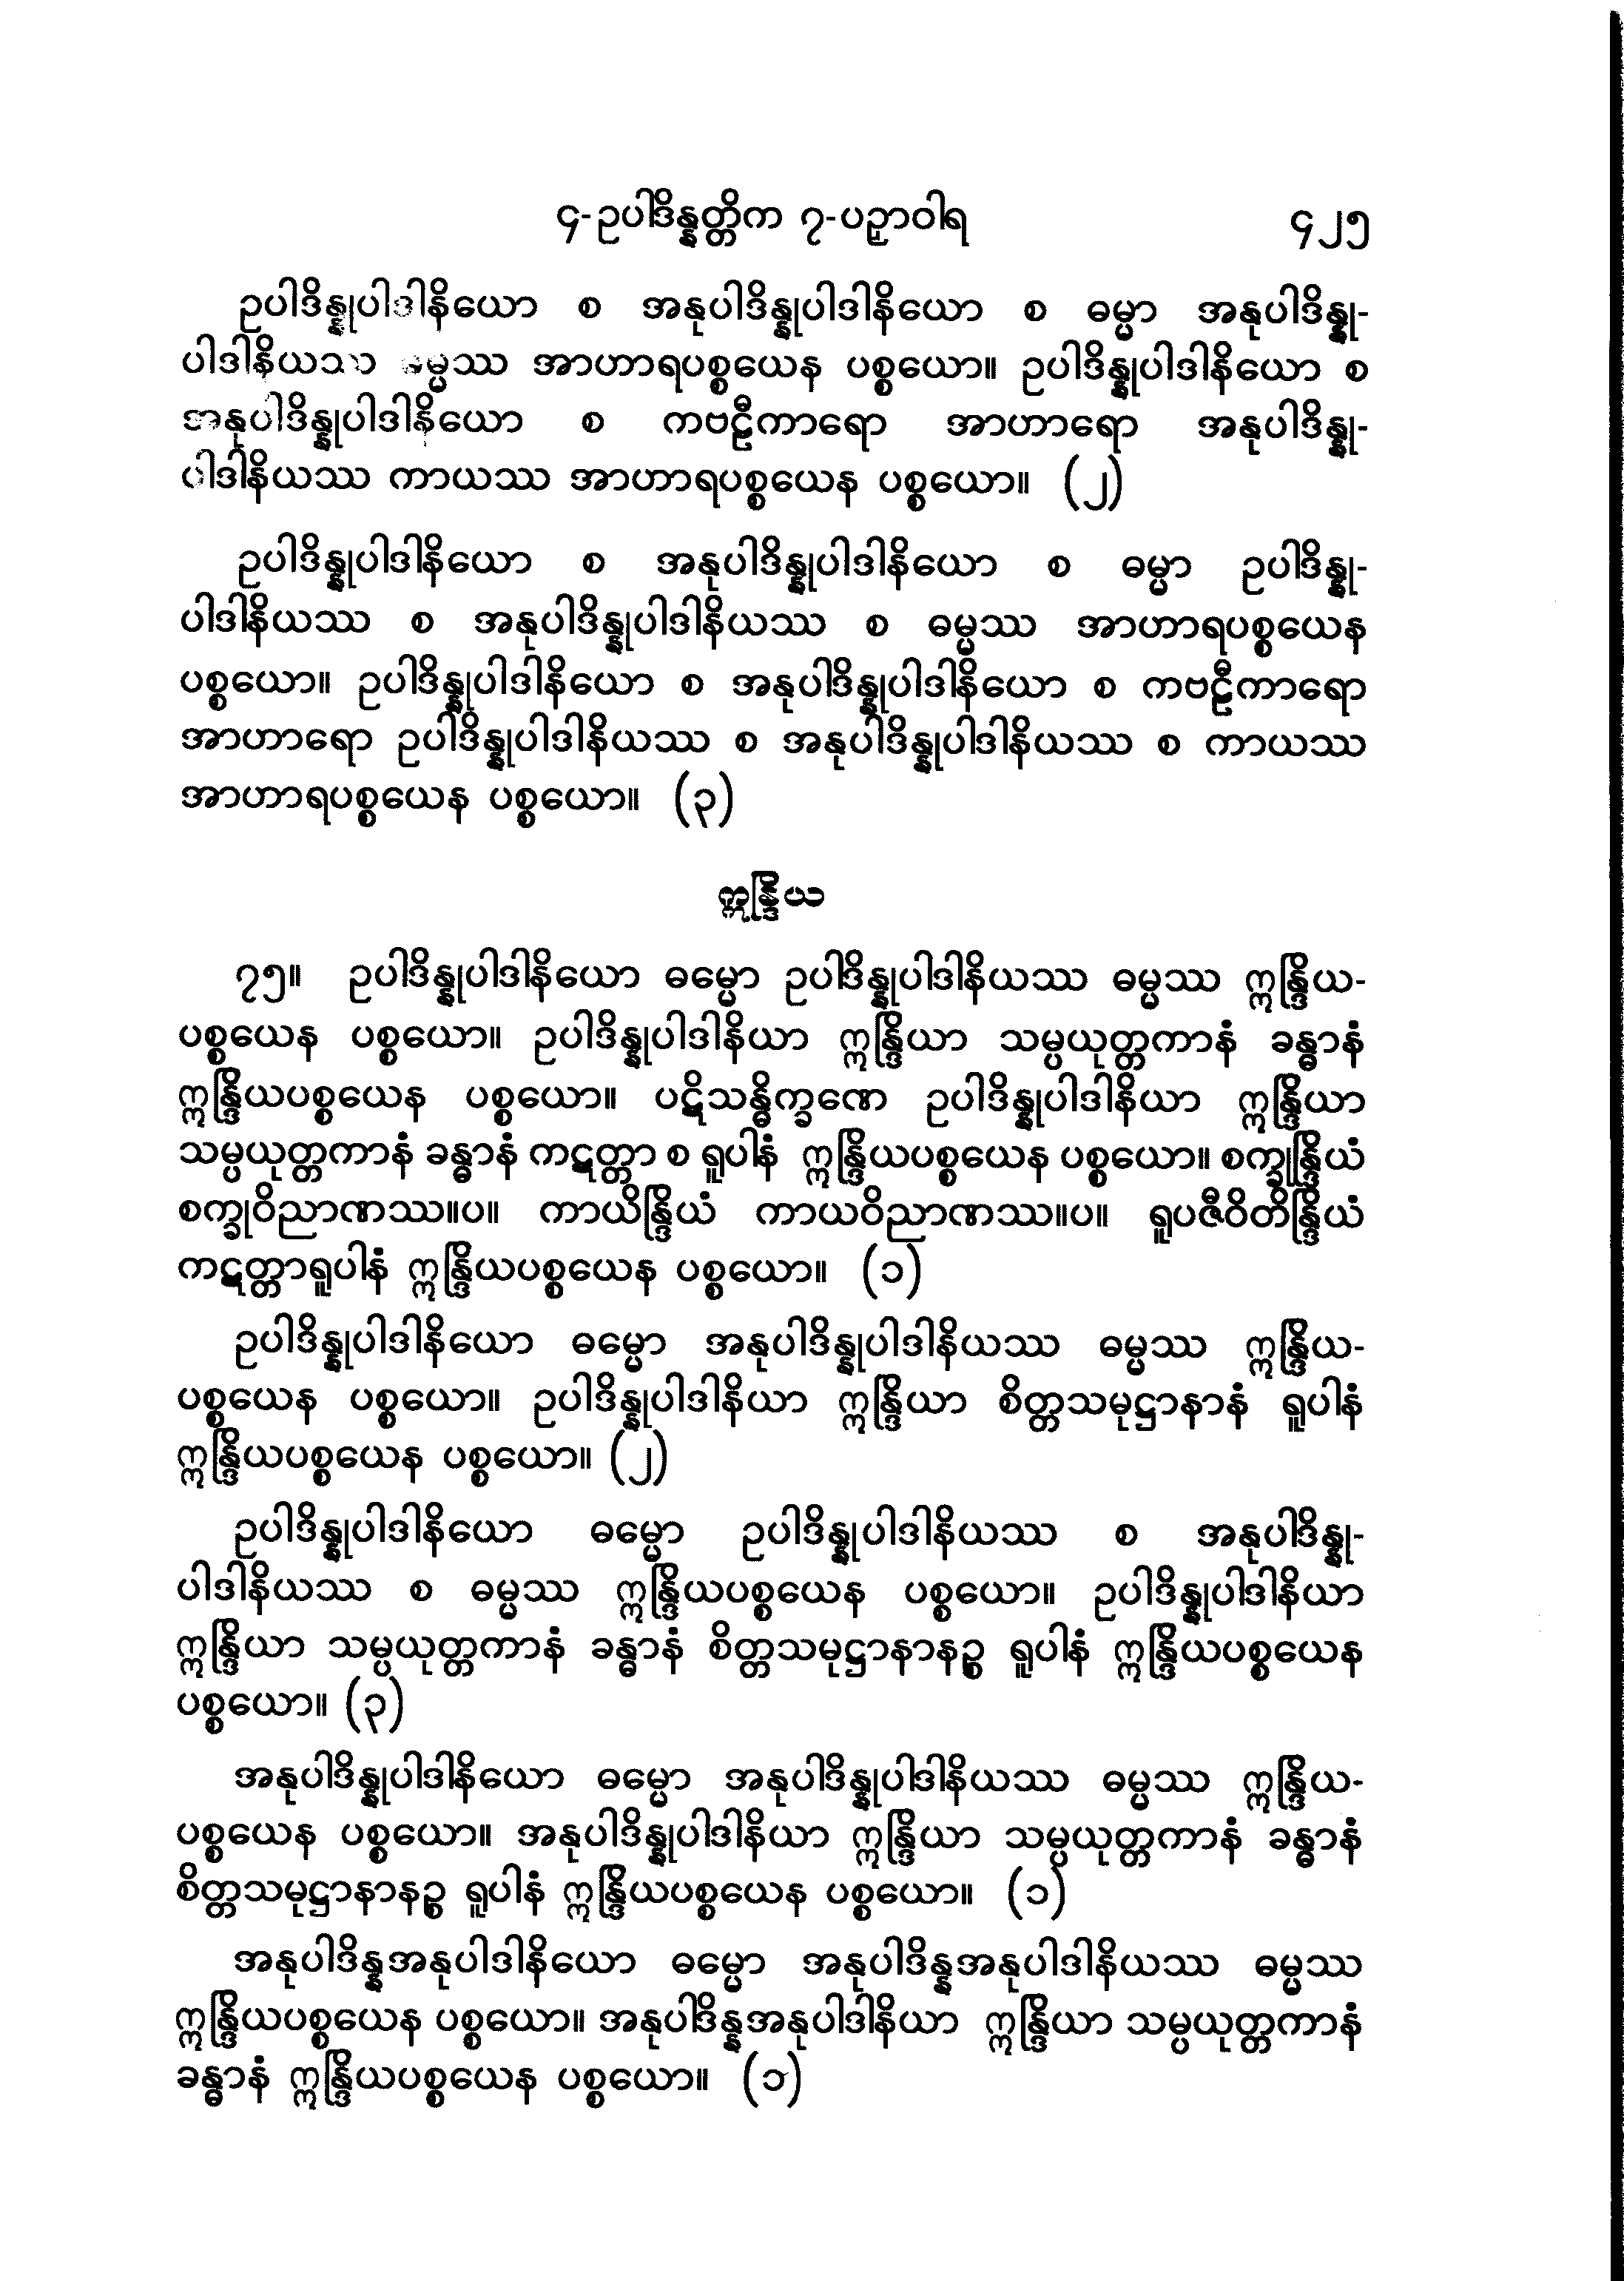 ၄-ဥပါဒိန္နတ္တိက ၇-ပဉှာဝါရ ၄၂၅
ဥပါဒိန္နုပါဒါနိယော စ အနုပါဒိန္နုပါဒါနိယော စ ဓမ္မာ အနုပါဒိန္နု-
ပါဒါနိယဿ ဓမ္မဿ အာဟာရပစ္စယေန ပစ္စယော။ ဥပါဒိန္နုပါဒါနိယော စ
အနုပါဒိန္နုပါဒါနိယော စ ကဗဠီကာရော အာဟာရော အနုပါဒိန္နု-
ပါဒါနိယဿ ကာယဿ အာဟာရပစ္စယေန ပစ္စယော။ (၂)
ဥပါဒိန္နုပါဒါနိယော စ အနုပါဒိန္နုပါဒါနိယော စ ဓမ္မာ ဥပါဒိန္နု-
ပါဒါနိယဿ စ အနုပါဒိန္နုပါဒါနိယဿ စ ဓမ္မဿ အာဟာရပစ္စယေန
ပစ္စယော။ ဥပါဒိန္နုပါဒါနိယော စ အနုပါဒိန္နုပါဒါနိယော စ ကဗဠီကာရော
အာဟာရော ဥပါဒိန္နုပါဒါနိယဿ စ အနုပါဒိန္နုပါဒါနိယဿ စ ကာယဿ
အာဟာရပစ္စယေန ပစ္စယော။ (၃)
ဣန္ဒြိယ
၇၅။ ဥပါဒိန္နုပါဒါနိယော ဓမ္မော ဥပါဒိန္နုပါဒါနိယဿ ဓမ္မဿ ဣန္ဒြိယ-
ပစ္စယေန ပစ္စယော။ ဥပါဒိန္နုပါဒါနိယာ ဣန္ဒြိယာ သမ္ပယုတ္တကာနံ ခန္ဓာနံ
ဣန္ဒြိယပစ္စယေန ပစ္စယော။ ပဋိသန္ဓိက္ခဏေ ဥပါဒိန္နုပါဒါနိယာ ဣန္ဒြိယာ
သမ္ပယုတ္တကာနံ ခန္ဓာနံ ကဋတ္တာ စ ရူပါနံ ဣန္ဒြိယပစ္စယေန ပစ္စယော။ စက္ခုန္ဒြိယံ
စက္ခုဝိညာဏဿ။ပ။ ကာယိန္ဒြိယံ ကာယဝိညာဏဿ။ပ။ ရူပဇီဝိတိန္ဒြိယံ
ကဋတ္တာရူပါနံ ဣန္ဒြိယပစ္စယေန ပစ္စယော။ (၁)
ဥပါဒိန္နုပါဒါနိယော ဓမ္မော အနုပါဒိန္နုပါဒါနိယဿ ဓမ္မဿ ဣန္ဒြိယ-
ပစ္စယေန ပစ္စယော။ ဥပါဒိန္နုပါဒါနိယာ ဣန္ဒြိယာ စိတ္တသမုဋ္ဌာနာနံ ရူပါနံ
ဣန္ဒြိယပစ္စယေန ပစ္စယော။ (၂)
ဥပါဒိန္နုပါဒါနိယော ဓမ္မော ဥပါဒိန္နုပါဒါနိယဿ စ အနုပါဒိန္နု-
ပါဒါနိယဿ စ ဓမ္မဿ ဣန္ဒြိယပစ္စယေန ပစ္စယော။ ဥပါဒိန္နုပါဒါနိယာ
ဣန္ဒြိယာ သမ္ပယုတ္တကာနံ ခန္ဓာနံ စိတ္တသမုဋ္ဌာနာနဉ္စ ရူပါနံ ဣန္ဒြိယပစ္စယေန
ပစ္စယော။ (၃)
အနုပါဒိန္နုပါဒါနိယော ဓမ္မော အနုပါဒိန္နုပါဒါနိယဿ ဓမ္မဿ ဣန္ဒြိယ-
ပစ္စယေန ပစ္စယော။ အနုပါဒိန္နုပါဒါနိယာ ဣန္ဒြိယာ သမ္ပယုတ္တကာနံ ခန္ဓာနံ
စိတ္တသမုဋ္ဌာနာနဉ္စ ရူပါနံ ဣန္ဒြိယပစ္စယေန ပစ္စယော။ (၁)
အနုပါဒိန္နအနုပါဒါနိယော ဓမ္မော အနုပါဒိန္နအနုပါဒါနိယဿ ဓမ္မဿ
ဣန္ဒြိယပစ္စယေန ပစ္စယော။ အနုပါဒိန္နအနုပါဒါနိယာ ဣန္ဒြိယာ သမ္ပယုတ္တကာနံ
ခန္ဓာနံ ဣန္ဒြိယပစ္စယေန ပစ္စယော။ (၁)